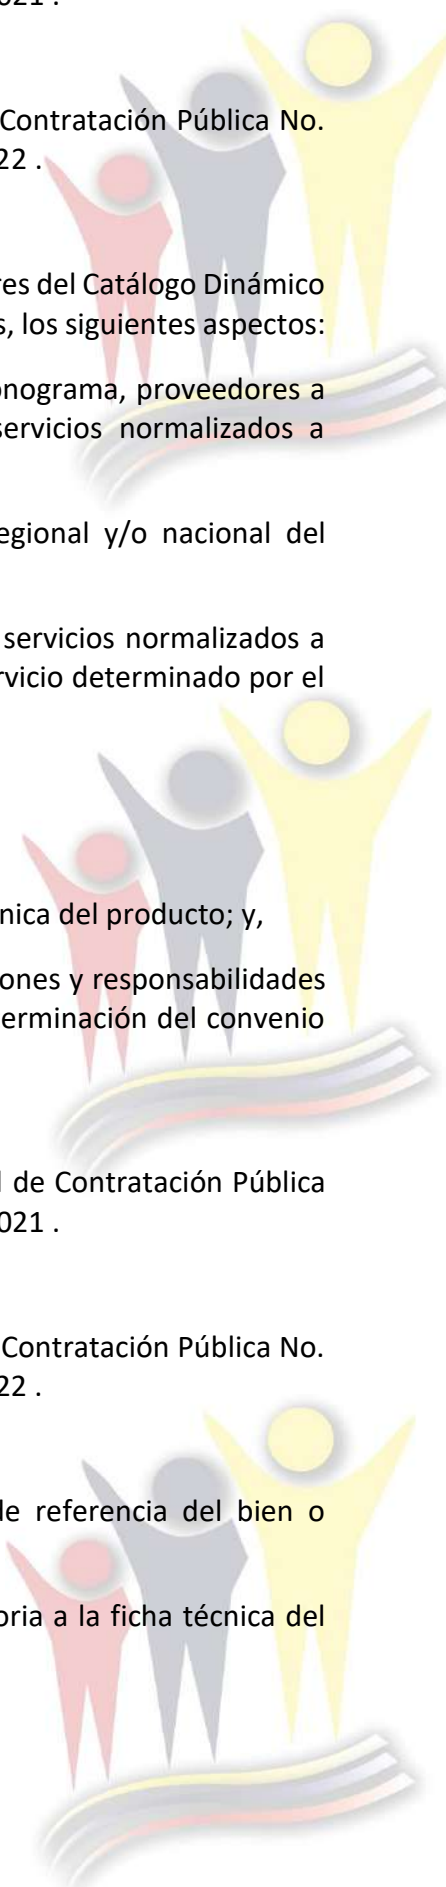 021 .
Contratación Pública No.
22 .
res del Catálogo Dinámico
s, los siguientes aspectos:
onograma, proveedores a
servicios normalizados a
egional y/o nacional del
servicios normalizados a
rvicio determinado por el
nica del producto; y,
ones y responsabilidades
erminación del convenio
l de Contratación Pública
021 .
Contratación Pública No.
22 .
de referencia del bien o
oria a la ficha técnica del